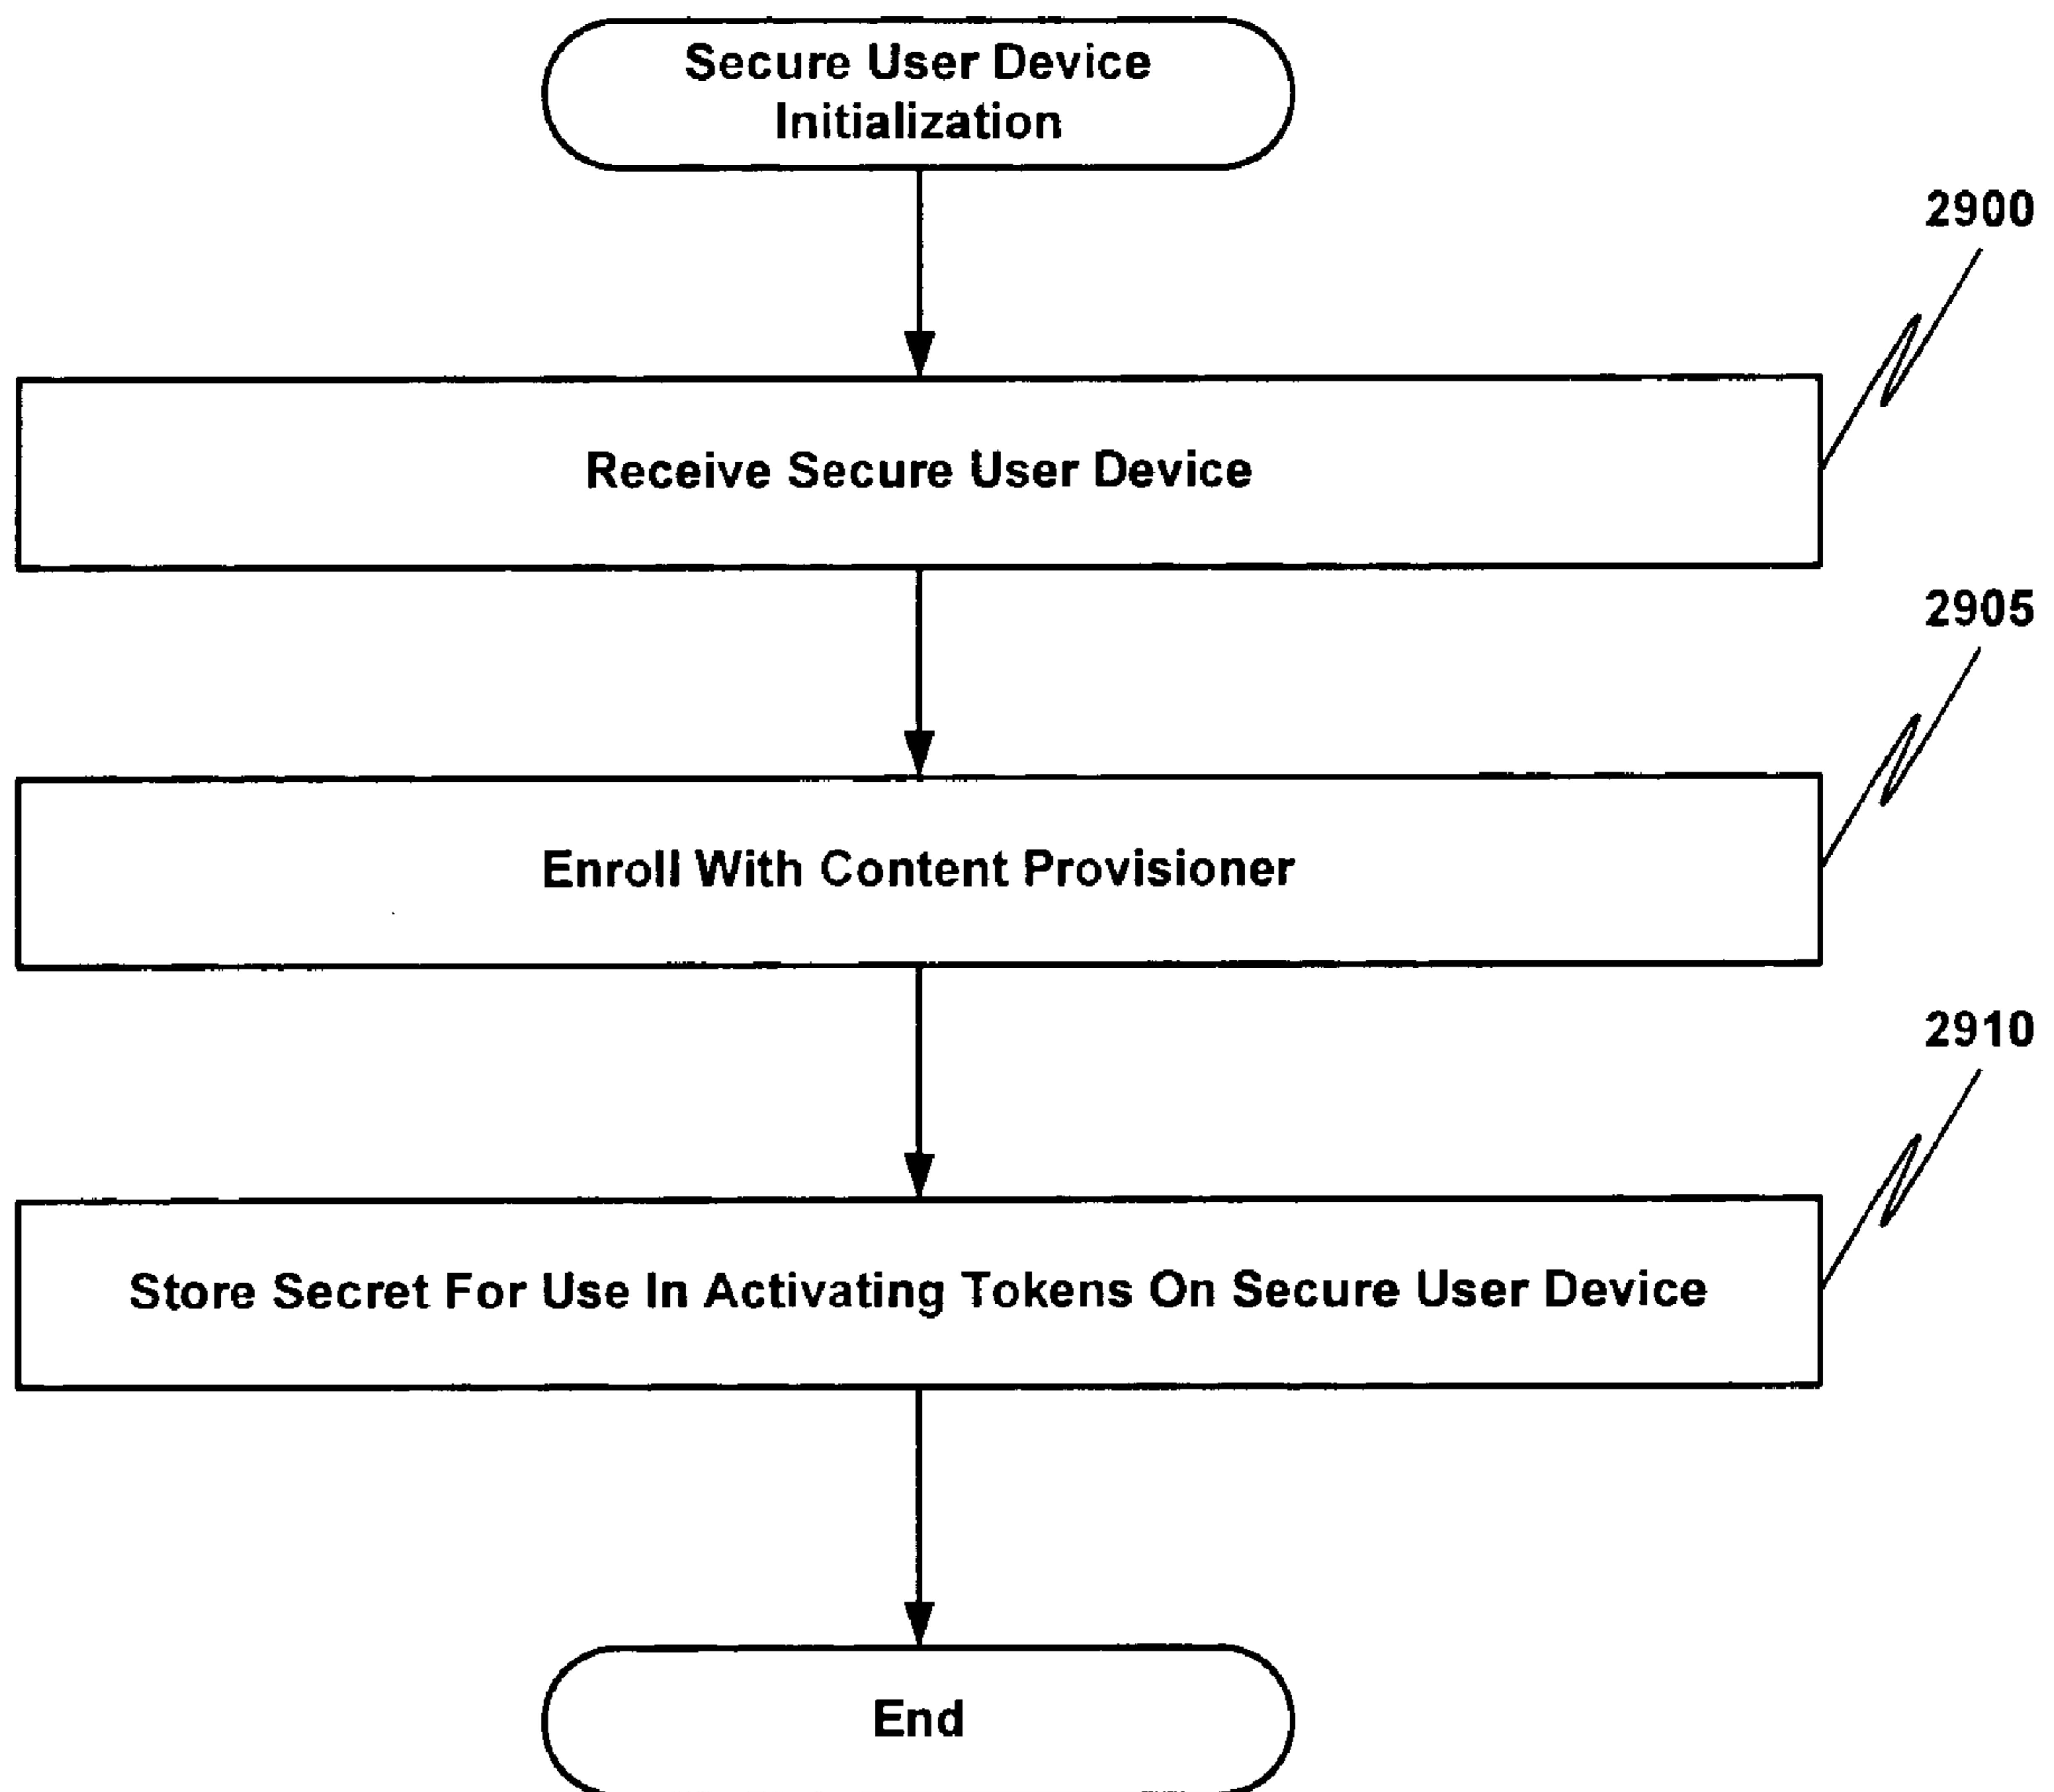 Secure User Device
Initialization
2900
Receive Secure User Device
2905
Enroll With Content Provisioner
2910
Store Secret For Use In Activating Tokens On Secure User Device
End